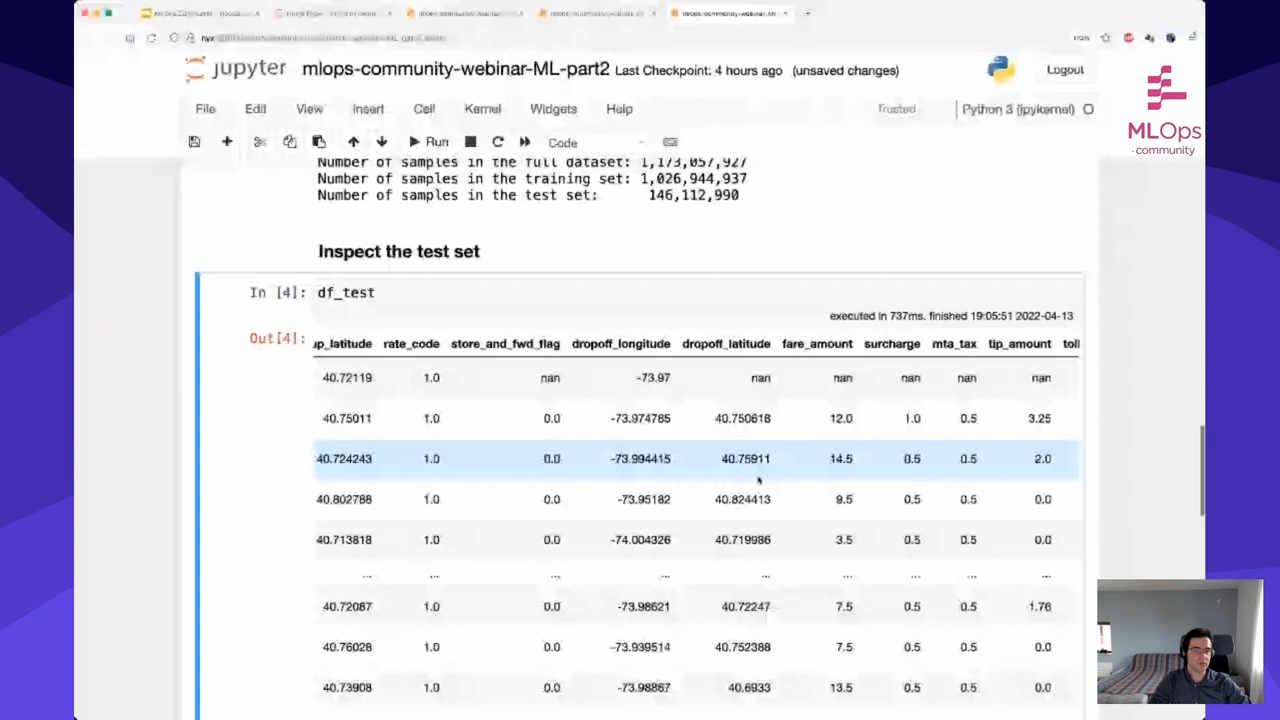 mlops-community-webinar-ML-
jupyter mlops-community-webinar-ML-part2 Last Checkpoint: 4 hours ago (unsaved changes) Logout
File Edit View Insert Cell Kernel Widgets Help Trusted Python 3 (ipykernel)
Run Code
MLOps
community
Number of samples in the full dataset: 1,173,057,927
Number of samples in the training set: 1,026,944,937
Number of samples in the test set: 146,112,990
Inspect the test set
In [4]: df_test
executed in 737ms. finished 19:05:51 2022-04-13
Out[4]: up_latitude rate_code store_and_fwd_flag dropoff_longitude dropoff_latitude fare_amount surcharge mta_tax tip_amount toll
40.72119 1.0 nan -73.97 nan nan nan nan nan
40.75011 1.0 0.0 -73.974785 40.750618 12.0 1.0 0.5 3.25
40.724243 1.0 0.0 -73.994415 40.75911 14.5 0.5 0.5 2.0
40.802788 1.0 0.0 -73.95182 40.824413 9.5 0.5 0.5 0.0
40.713818 1.0 0.0 -74.004326 40.719986 3.5 0.5 0.5 0.0
... ... ... ... ... ... ... ... ...
40.72087 1.0 0.0 -73.98621 40.72247 7.5 0.5 0.5 1.76
40.76028 1.0 0.0 -73.939514 40.752388 7.5 0.5 0.5 0.0
40.73908 1.0 0.0 -73.98867 40.6933 13.5 0.5 0.5 0.0